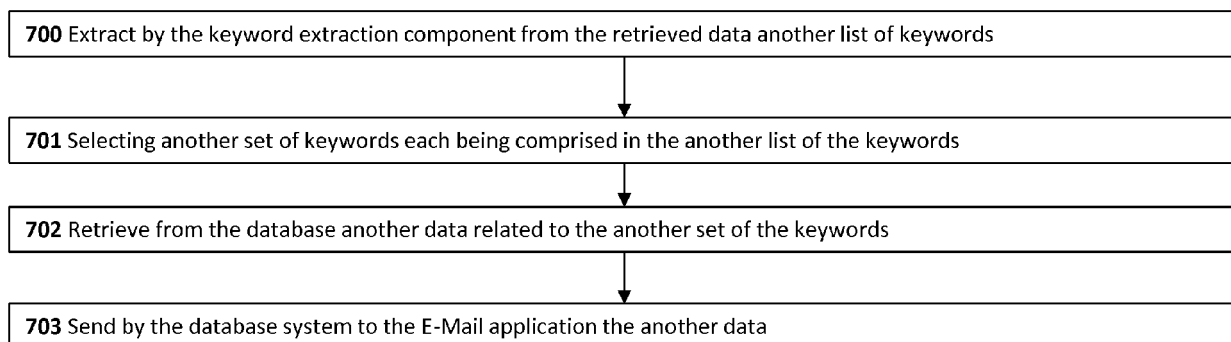 700 Extract by the keyword extraction component from the retrieved data another list of keywords
701 Selecting another set of keywords each being comprised in the another list of the keywords
702 Retrieve from the database another data related to the another set of the keywords
703 Send by the database system to the E-Mail application the another data